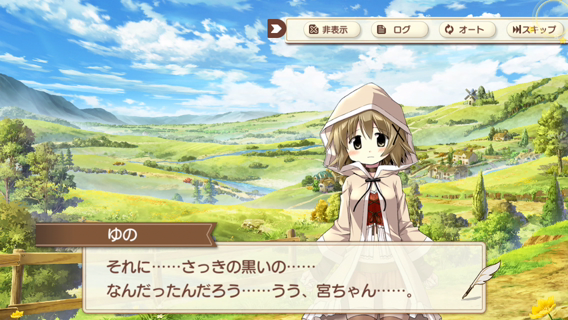 非表示
ログ
オート
スキップ
ゆの
それに……さっきの黒いの……
なんだったんだろう……うう、宮ちゃん……。